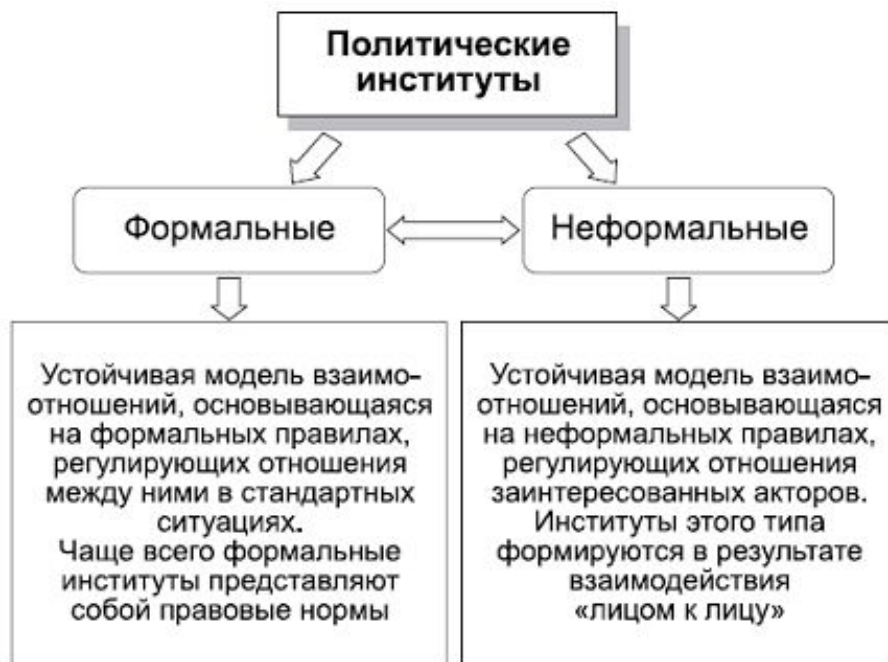 Политические
институты
Формальные
Неформальные
Устойчивая модель взаимо-
отношений, основывающаяся
на формальных правилах,
регулирующих отношения
между ними в стандартных
ситуациях.
Чаще всего формальные
институты представляют
собой правовые нормы
Устойчивая модель взаимо-
отношений, основывающаяся
на неформальных правилах,
регулирующих отношения
заинтересованных акторов.
Институты этого типа
формируются в результате
взаимодействия
«лицом к лицу»